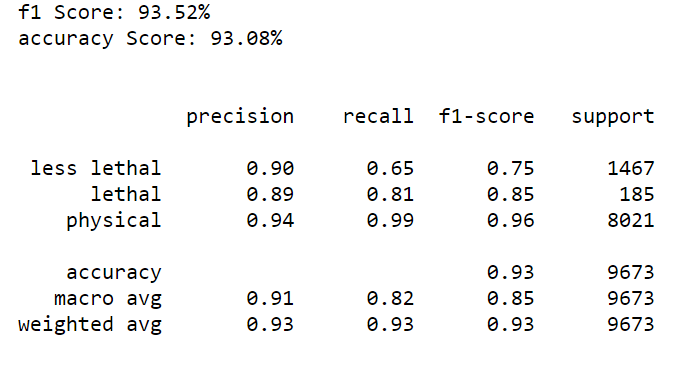 f1 Score: 93.52%
accuracy Score: 93.08%
precision recall f1-score support
less lethal 0.90 0.65 0.75 1467
lethal 0.89 0.81 0.85 185
physical 0.94 0.99 0.96 8021
accuracy 0.93 9673
macro avg 0.91 0.82 0.85 9673
weighted avg 0.93 0.93 0.93 9673